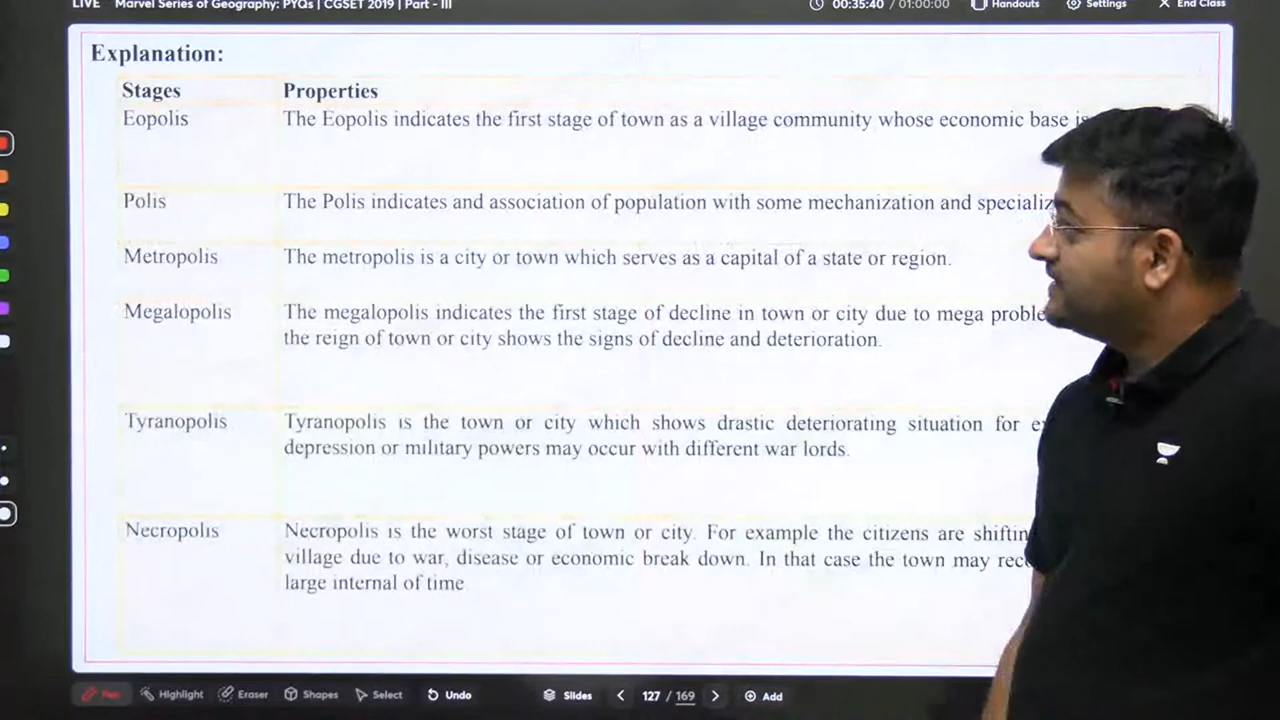 LIVE Marvel Series of Geography: PYQs | CGSET 2019 | Part - III 00:35:40 / 01:00:00 Handouts Settings End Class
Explanation:
Stages Properties
Eopolis The Eopolis indicates the first stage of town as a village community whose economic base is
Polis The Polis indicates and association of population with some mechanization and
Metropolis The metropolis is a city or town which serves as a capital of a state or region.
Megalopolis The megalopolis indicates the first stage of decline in town or city due to mega
the reign of town or city shows the signs of decline and deterioration.
Tyranopolis Tyranopolis is the town or city which shows drastic deteriorating situation for
depression or military powers may occur with different war lords.
Necropolis Necropolis is the worst stage of town or city. For example the citizens are
village due to war, disease or economic break down. In that case the town may
large internal of time
Pen Highlight Eraser Shapes Select Undo Slides 127 / 169 Add